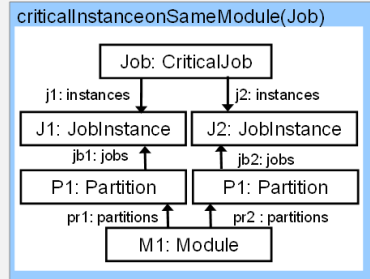 criticalInstanceonSameModule(Job)
Job: CriticalJob
j1: instances
j2: instances
J1: JobInstance
J2: JobInstance
jb1: jobs
jb2: jobs
P1: Partition
P1: Partition
pr1: partitions
pr2 : partitions
M1: Module